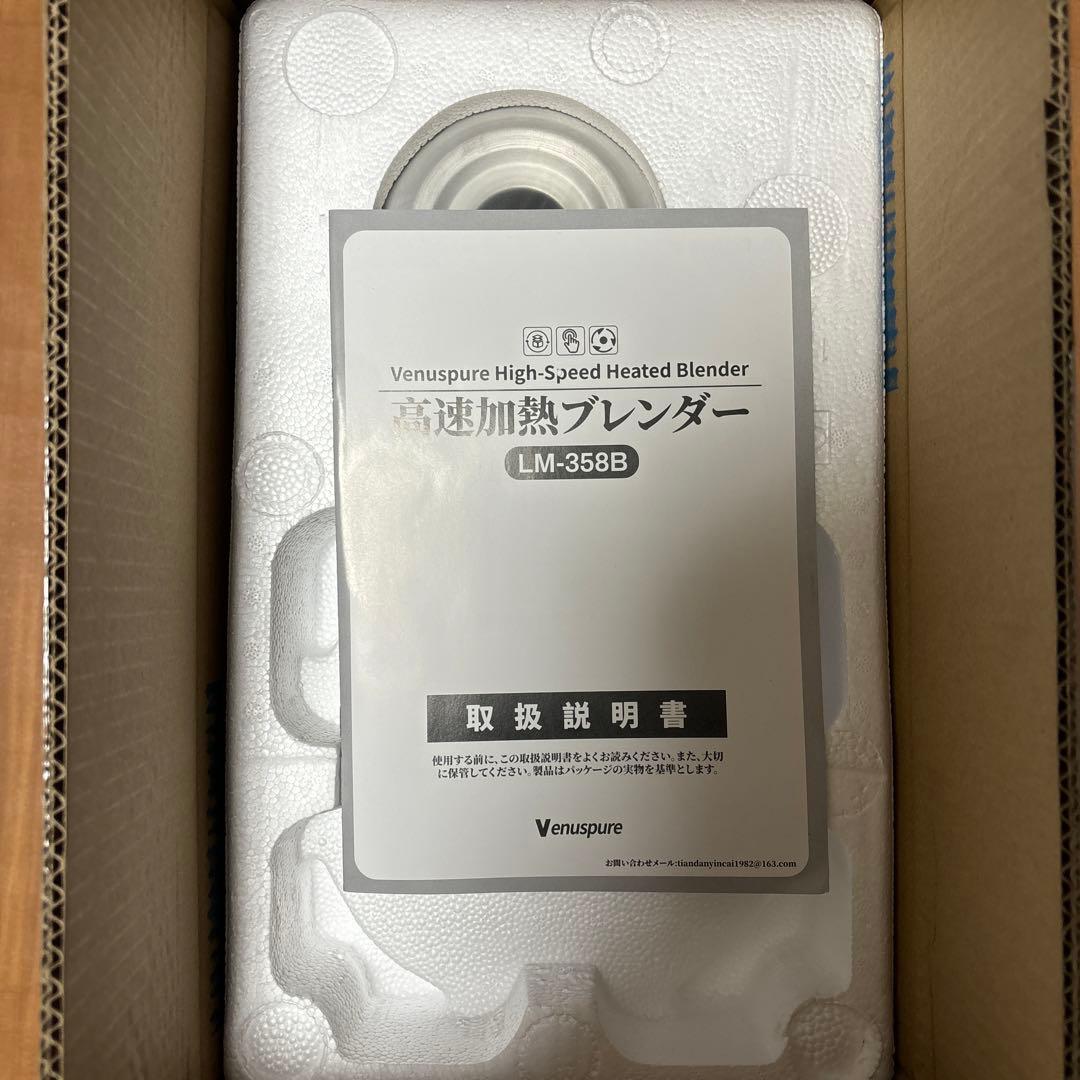 Venuspure High-Speed Heated Blender
高速加熱ブレンダー
LM-358B
取扱説明書
使用する前に、この取扱説明書をよくお読みください。また、大切
に保管してください。製品はパッケージの実物を基準とします。
Venuspure
お問い合わせメール:tiandanyincai1982@163.com